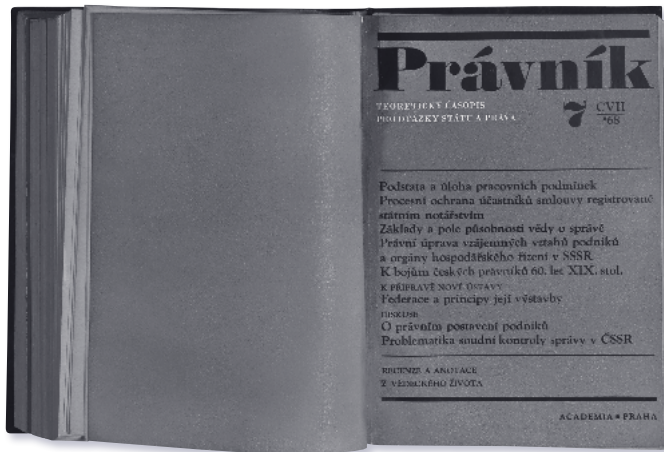 Právník
TEORETICKÝ ČASOPIS
PRO OTÁZKY STÁTU A PRÁVA
7 CVII
'68
Podstata a úloha pracovních podmínek
Procesní ochrana účastníků smlouvy registrované
státním notářstvím
Základy a pole působnosti vědy o správě
Právní úprava vzájemných vztahů podniků
a orgány hospodářského řízení v SSSR
K bojům českých právníků 60. let XIX. stol.
K PŘÍPRAVĚ NOVÉ ÚSTAVY
Federace a principy její výstavby
DISKUSE
O právním postavení podniků
Problematika soudní kontroly správy v ČSSR
RECENZE A ANOTACE
Z VĚDECKÉHO ŽIVOTA
ACADEMIA • PRAHA